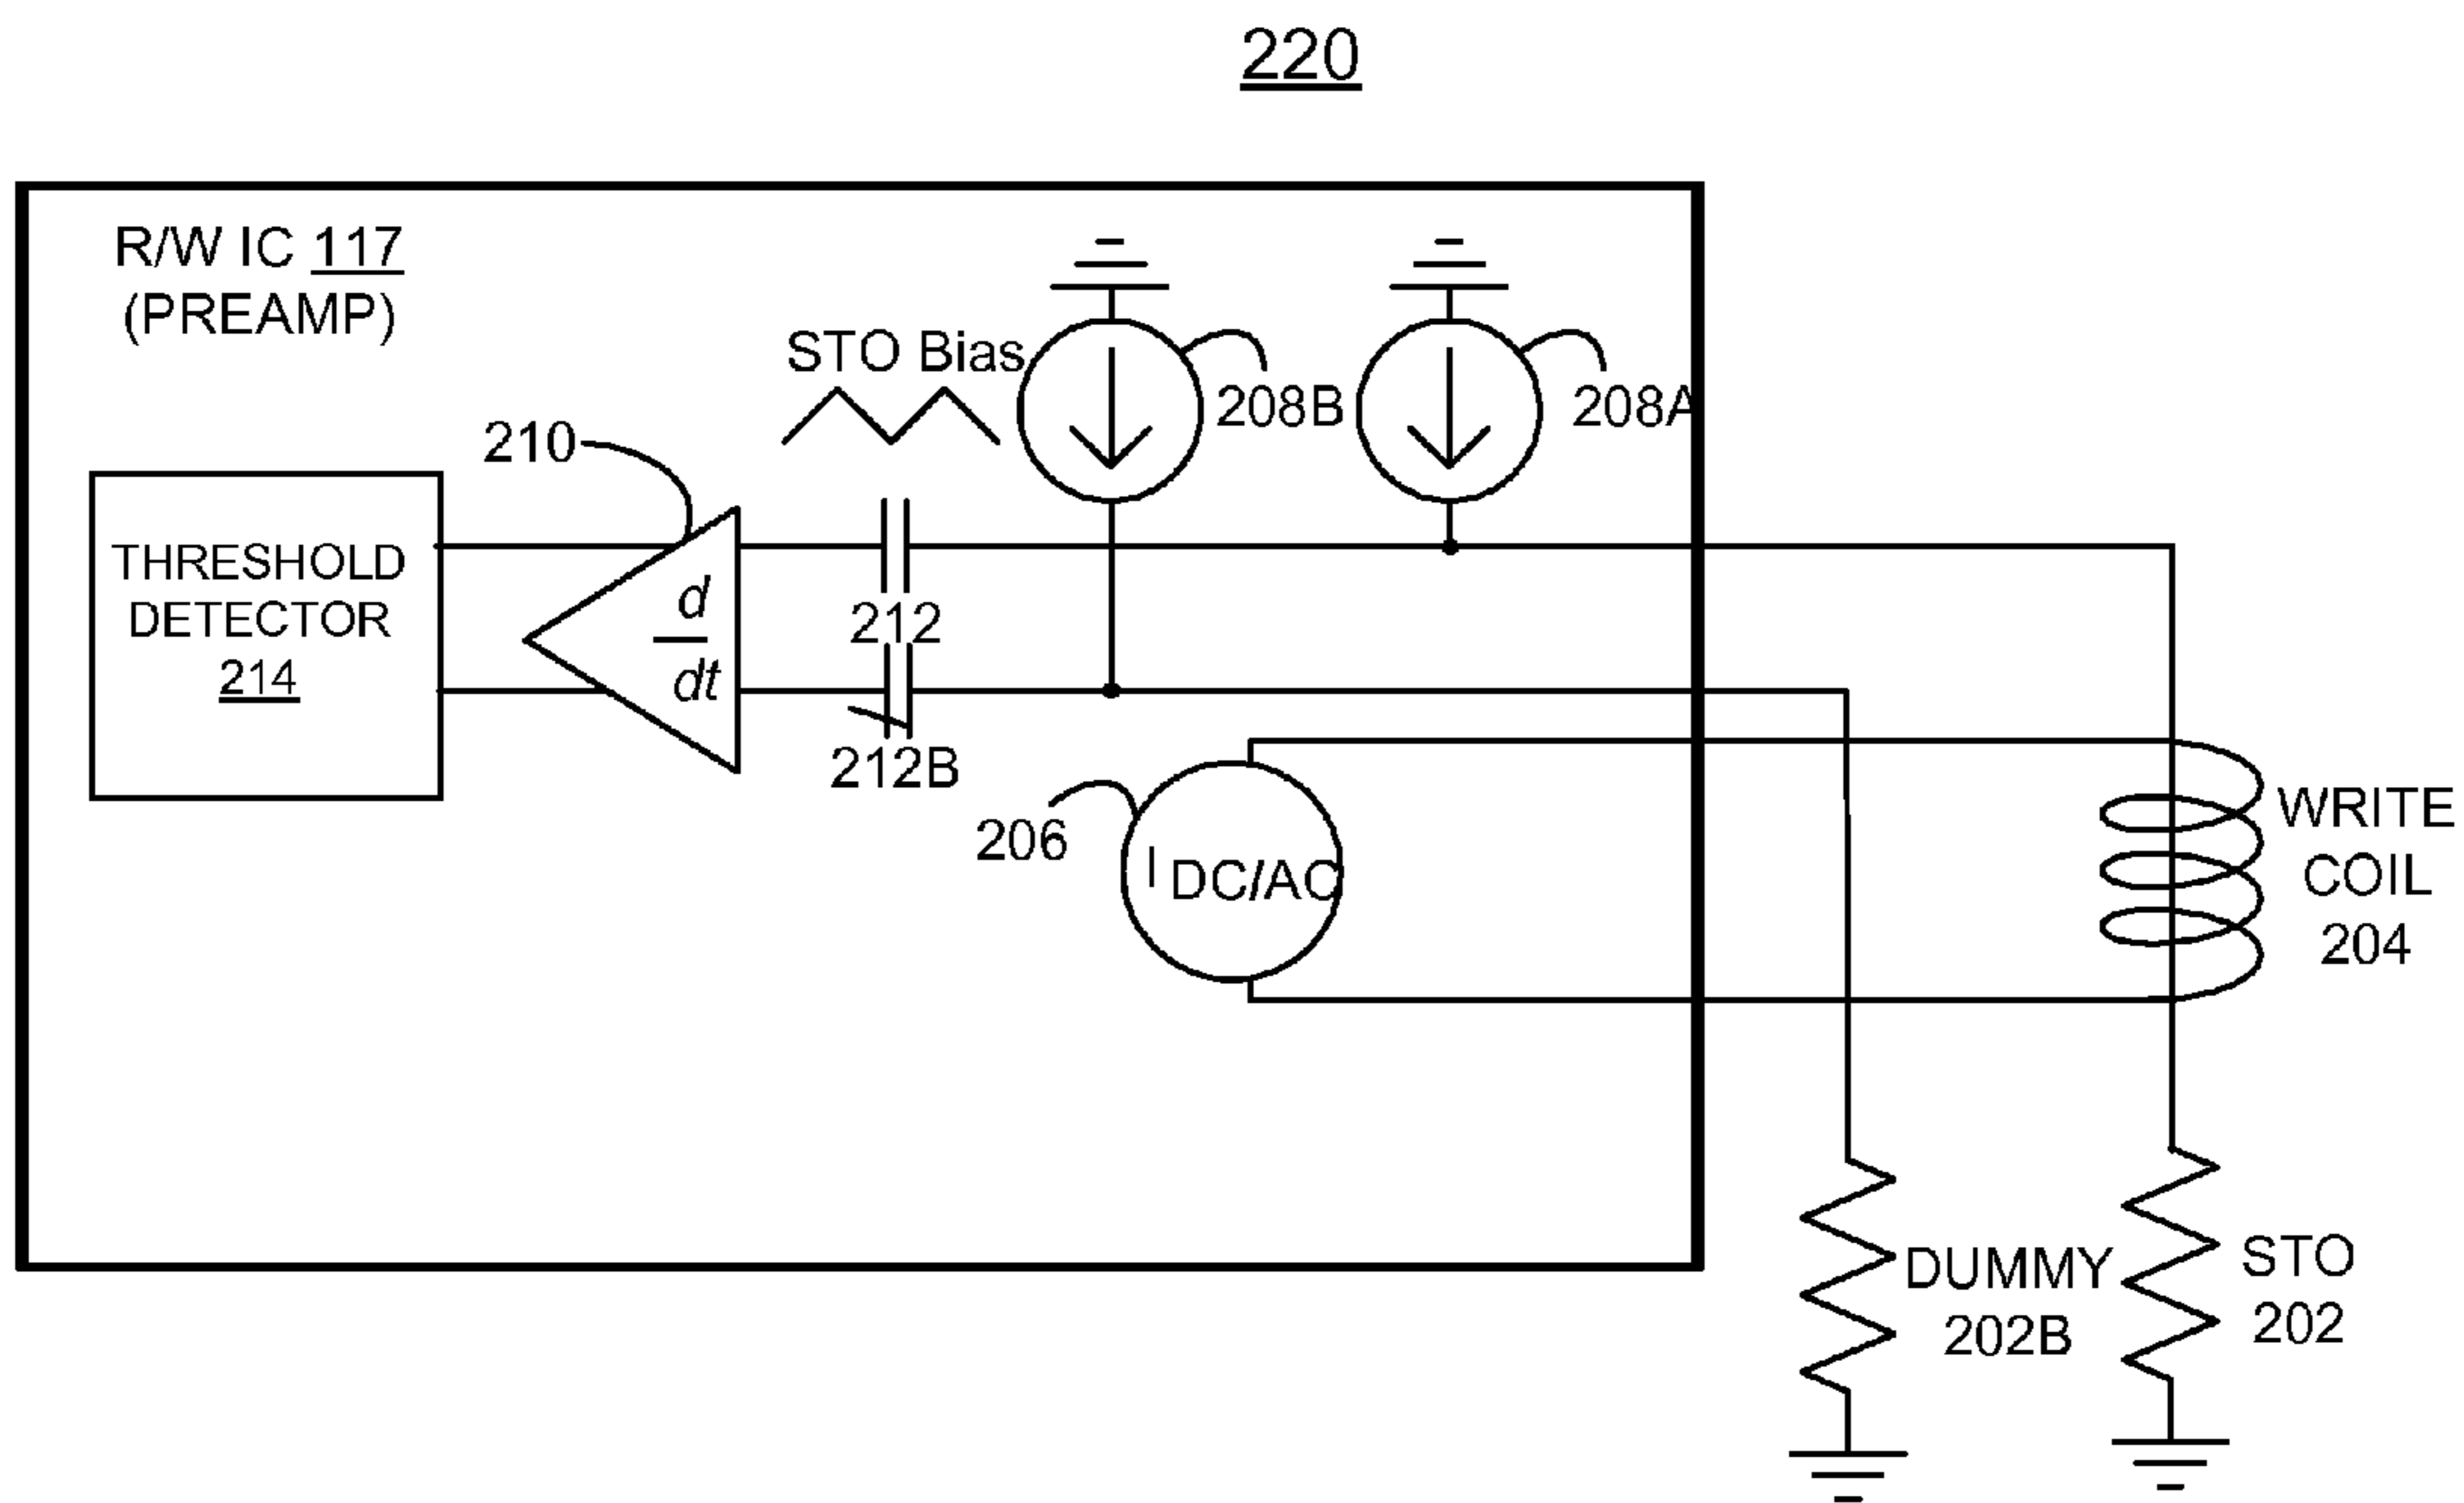 220
R/W IC 117
(PREAMP)
STO Bias
208B
208A
210
THRESHOLD
DETECTOR
214
d
dt
212
212B
206
I DC/AC
WRITE
COIL
204
DUMMY
202B
STO
202